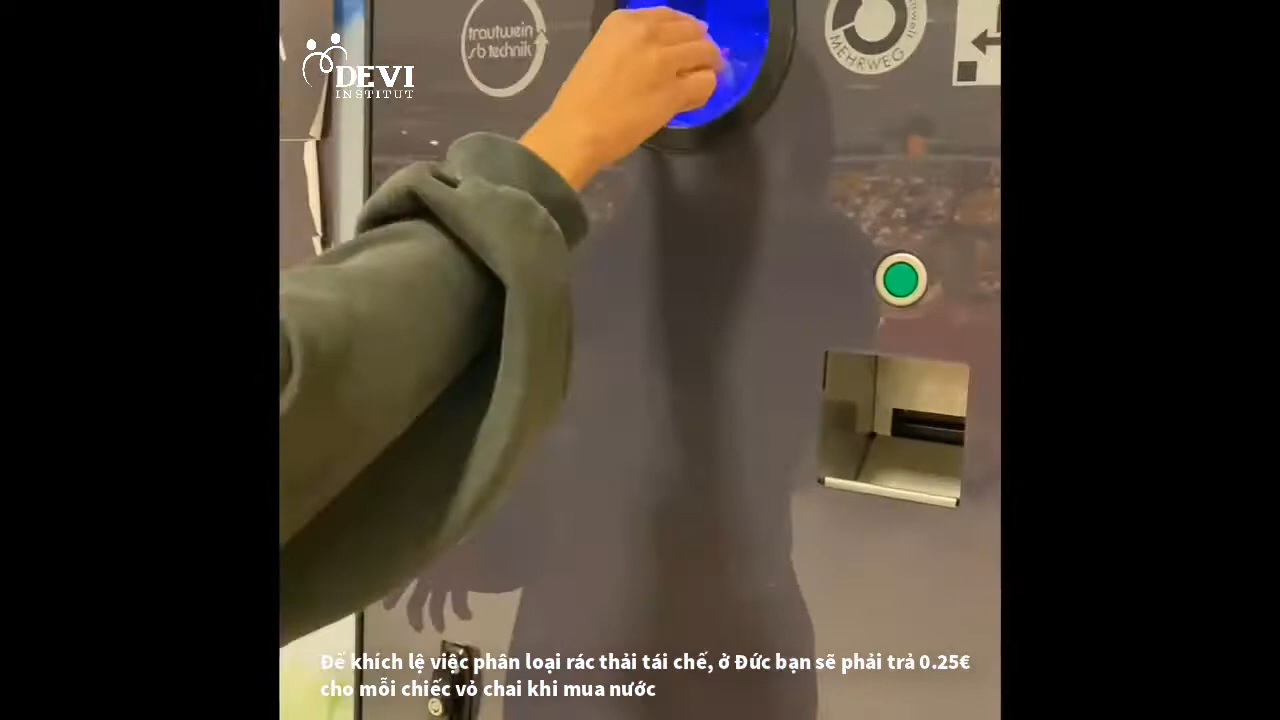 trautwein
sb technik
DEVI
INSTITUT
MEHRWEG
Để khích lệ việc phân loại rác thải tái chế, ở Đức bạn sẽ phải trả 0.25€
cho mỗi chiếc vỏ chai khi mua nước